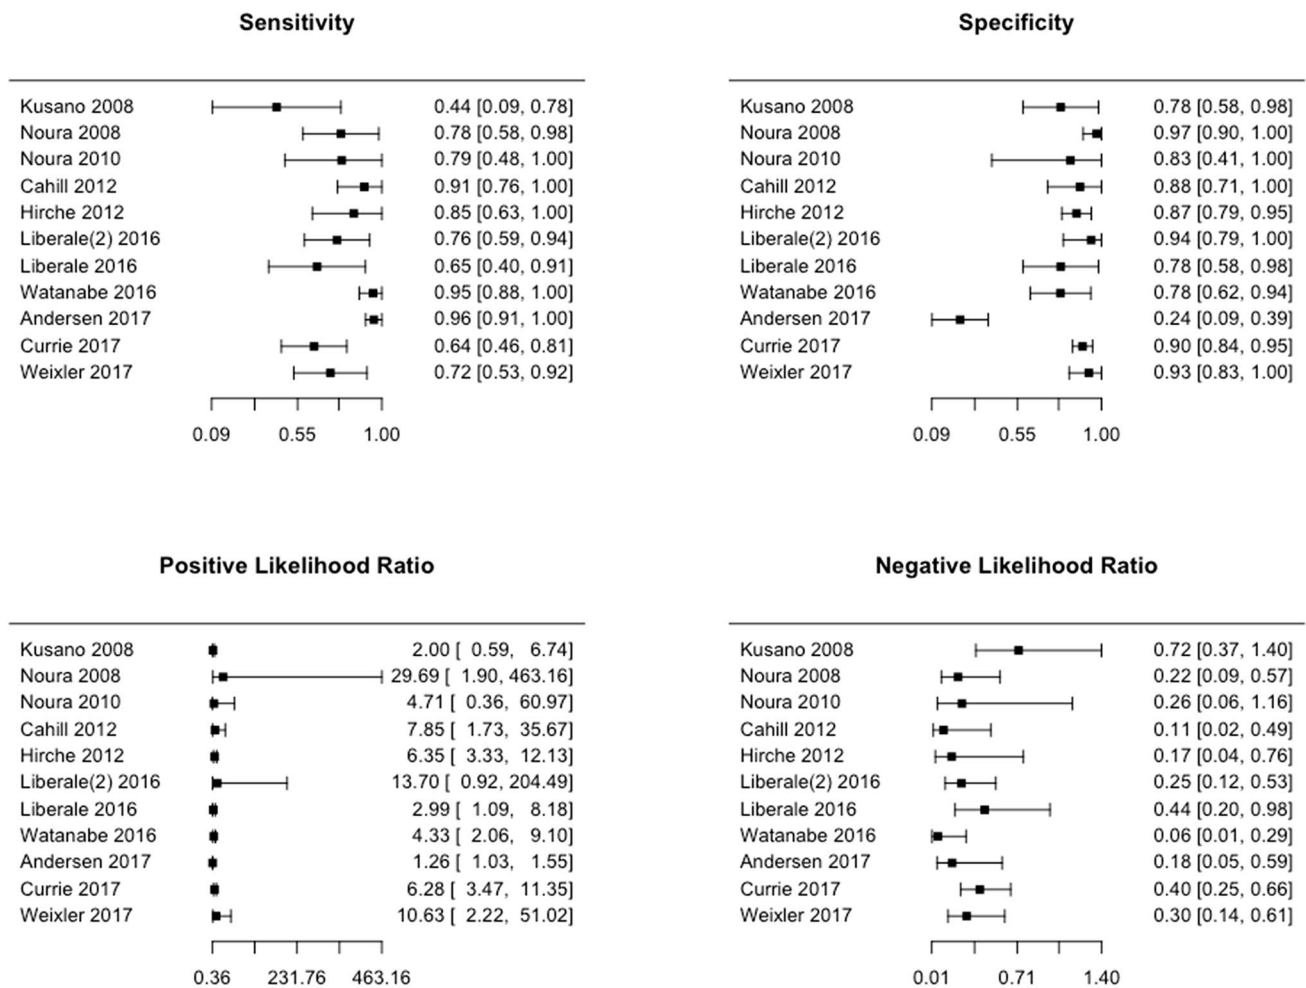 Sensitivity
Kusano 2008 0.44 [0.09, 0.78]
Noura 2008 0.78 [0.58, 0.98]
Noura 2010 0.79 [0.48, 1.00]
Cahill 2012 0.91 [0.76, 1.00]
Hirche 2012 0.85 [0.63, 1.00]
Liberale(2) 2016 0.76 [0.59, 0.94]
Liberale 2016 0.65 [0.40, 0.91]
Watanabe 2016 0.95 [0.88, 1.00]
Andersen 2017 0.96 [0.91, 1.00]
Currie 2017 0.64 [0.46, 0.81]
Weixler 2017 0.72 [0.53, 0.92]
0.09 0.55 1.00
Specificity
Kusano 2008 0.78 [0.58, 0.98]
Noura 2008 0.97 [0.90, 1.00]
Noura 2010 0.83 [0.41, 1.00]
Cahill 2012 0.88 [0.71, 1.00]
Hirche 2012 0.87 [0.79, 0.95]
Liberale(2) 2016 0.94 [0.79, 1.00]
Liberale 2016 0.78 [0.58, 0.98]
Watanabe 2016 0.78 [0.62, 0.94]
Andersen 2017 0.24 [0.09, 0.39]
Currie 2017 0.90 [0.84, 0.95]
Weixler 2017 0.93 [0.83, 1.00]
0.09 0.55 1.00
Positive Likelihood Ratio
Kusano 2008 2.00 [ 0.59, 6.74]
Noura 2008 29.69 [ 1.90, 463.16]
Noura 2010 4.71 [ 0.36, 60.97]
Cahill 2012 7.85 [ 1.73, 35.67]
Hirche 2012 6.35 [ 3.33, 12.13]
Liberale(2) 2016 13.70 [ 0.92, 204.49]
Liberale 2016 2.99 [ 1.09, 8.18]
Watanabe 2016 4.33 [ 2.06, 9.10]
Andersen 2017 1.26 [ 1.03, 1.55]
Currie 2017 6.28 [ 3.47, 11.35]
Weixler 2017 10.63 [ 2.22, 51.02]
0.36 231.76 463.16
Negative Likelihood Ratio
Kusano 2008 0.72 [0.37, 1.40]
Noura 2008 0.22 [0.09, 0.57]
Noura 2010 0.26 [0.06, 1.16]
Cahill 2012 0.11 [0.02, 0.49]
Hirche 2012 0.17 [0.04, 0.76]
Liberale(2) 2016 0.25 [0.12, 0.53]
Liberale 2016 0.44 [0.20, 0.98]
Watanabe 2016 0.06 [0.01, 0.29]
Andersen 2017 0.18 [0.05, 0.59]
Currie 2017 0.40 [0.25, 0.66]
Weixler 2017 0.30 [0.14, 0.61]
0.01 0.71 1.40